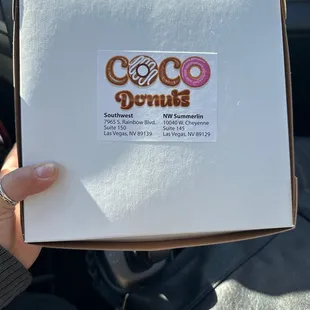 COCO
Donuts
Southwest
7965 S. Rainbow Blvd.
Suite 150
Las Vegas, NV 89139
NW Summerlin
10040 W. Cheyenne
Suite 145
Las Vegas, NV 89129